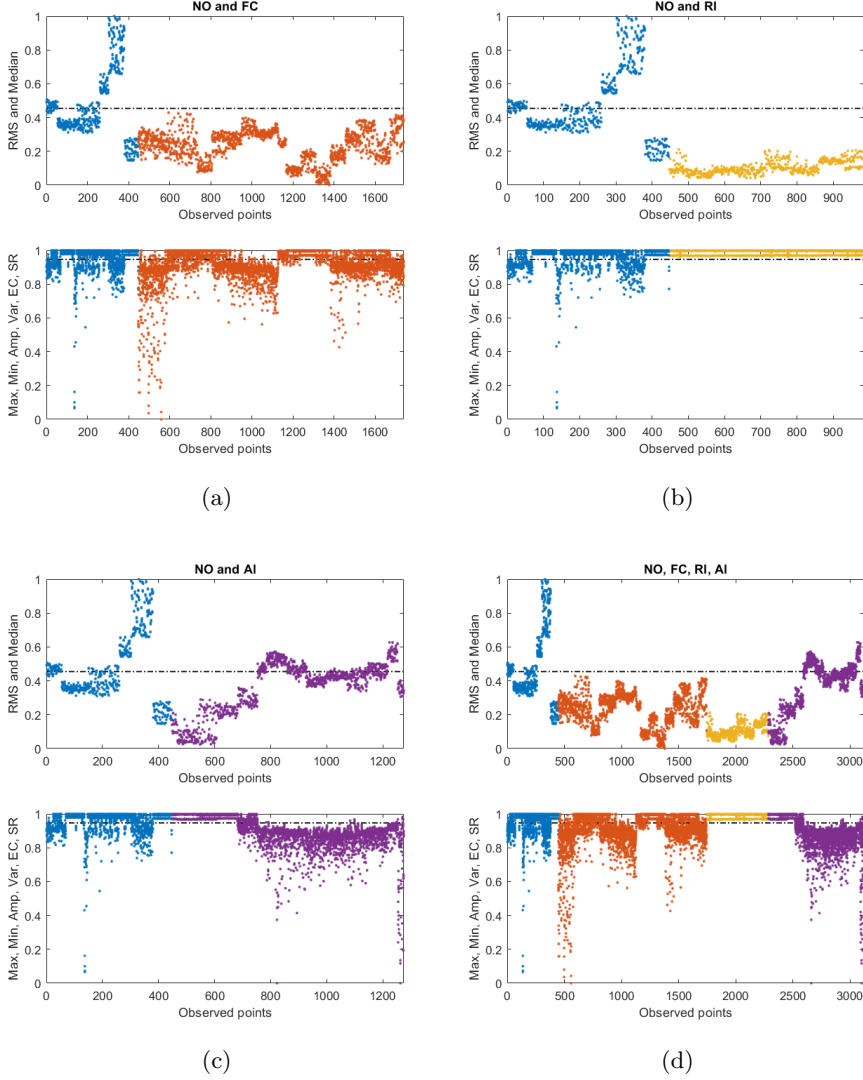 NO and FC
RMS and Median
1
0.8
0.6
0.4
0.2
0
0 200 400 600 800 1000 1200 1400 1600
Observed points
Max, Min, Amp, Var, EC, SR
1
0.8
0.6
0.4
0.2
0
0 200 400 600 800 1000 1200 1400 1600
Observed points
(a)
NO and RI
RMS and Median
1
0.8
0.6
0.4
0.2
0
0 100 200 300 400 500 600 700 800 900
Observed points
Max, Min, Amp, Var, EC, SR
1
0.8
0.6
0.4
0.2
0
0 100 200 300 400 500 600 700 800 900
Observed points
(b)
NO and AI
RMS and Median
1
0.8
0.6
0.4
0.2
0
0 200 400 600 800 1000 1200
Observed points
Max, Min, Amp, Var, EC, SR
1
0.8
0.6
0.4
0.2
0
0 200 400 600 800 1000 1200
Observed points
(c)
NO, FC, RI, AI
RMS and Median
1
0.8
0.6
0.4
0.2
0
0 500 1000 1500 2000 2500 3000
Observed points
Max, Min, Amp, Var, EC, SR
1
0.8
0.6
0.4
0.2
0
0 500 1000 1500 2000 2500 3000
Observed points
(d)